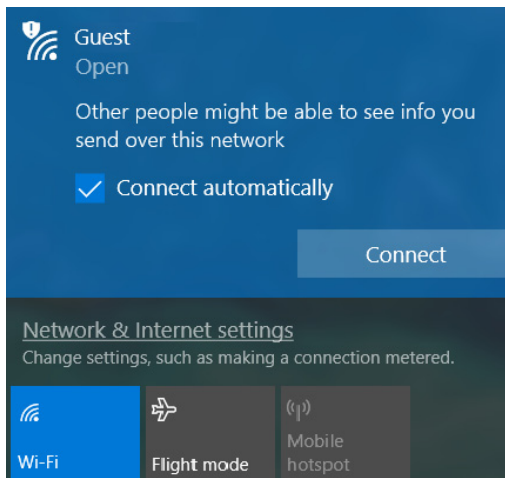 Guest
Open
Other people might be able to see info you
send over this network
Connect automatically
Connect
Network & Internet settings
Change settings, such as making a connection metered.
Wi-Fi
Flight mode
Mobile
hotspot